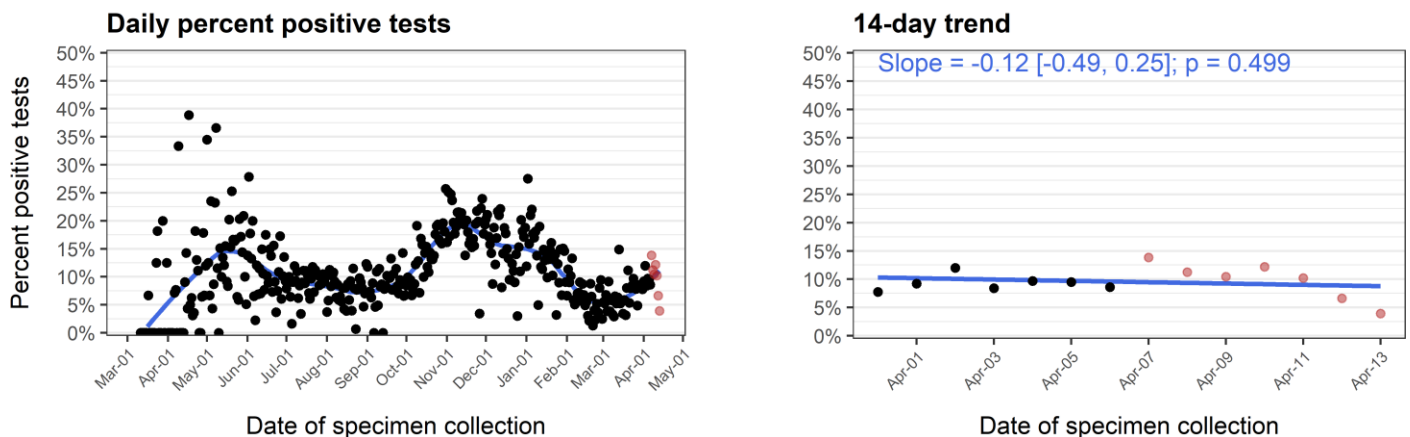 Daily percent positive tests
Percent positive tests
50%
45%
40%
35%
30%
25%
20%
15%
10%
5%
0%
Mar-01
Apr-01
May-01
Jun-01
Jul-01
Aug-01
Sep-01
Oct-01
Nov-01
Dec-01
Jan-01
Feb-01
Mar-01
Apr-01
May-01
Date of specimen collection
14-day trend
Slope = -0.12 [-0.49, 0.25]; p = 0.499
50%
45%
40%
35%
30%
25%
20%
15%
10%
5%
0%
Apr-01
Apr-03
Apr-05
Apr-07
Apr-09
Apr-11
Apr-13
Date of specimen collection